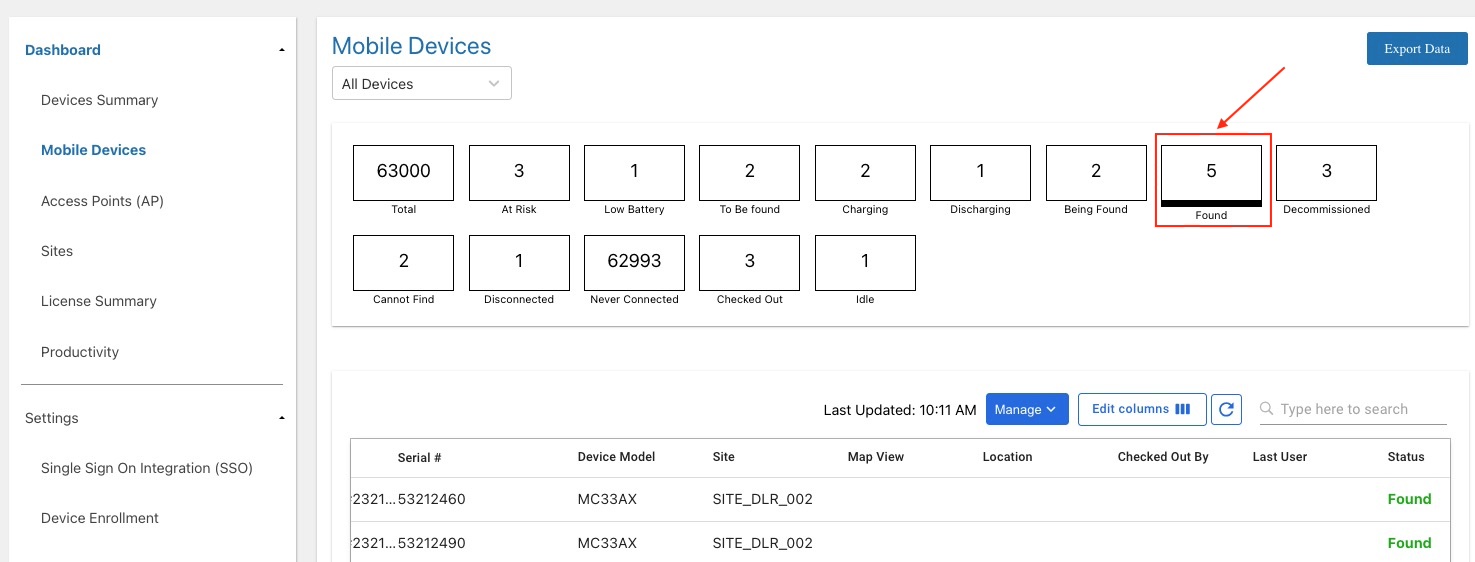 Dashboard
Devices Summary
Mobile Devices
Access Points (AP)
Sites
License Summary
Productivity
Settings
Single Sign On Integration (SSO)
Device Enrollment
Mobile Devices
Export Data
All Devices
63000 3 1 2 2 1 2 5 3
Total At Risk Low Battery To Be found Charging Discharging Being Found Found Decommissioned
2 1 62993 3 1
Cannot Find Disconnected Never Connected Checked Out Idle
Last Updated: 10:11 AM Manage Edit columns Type here to search
Serial # Device Model Site Map View Location Checked Out By Last User Status
2321... 53212460 MC33AX SITE_DLR_002 Found
2321... 53212490 MC33AX SITE_DLR_002 Found